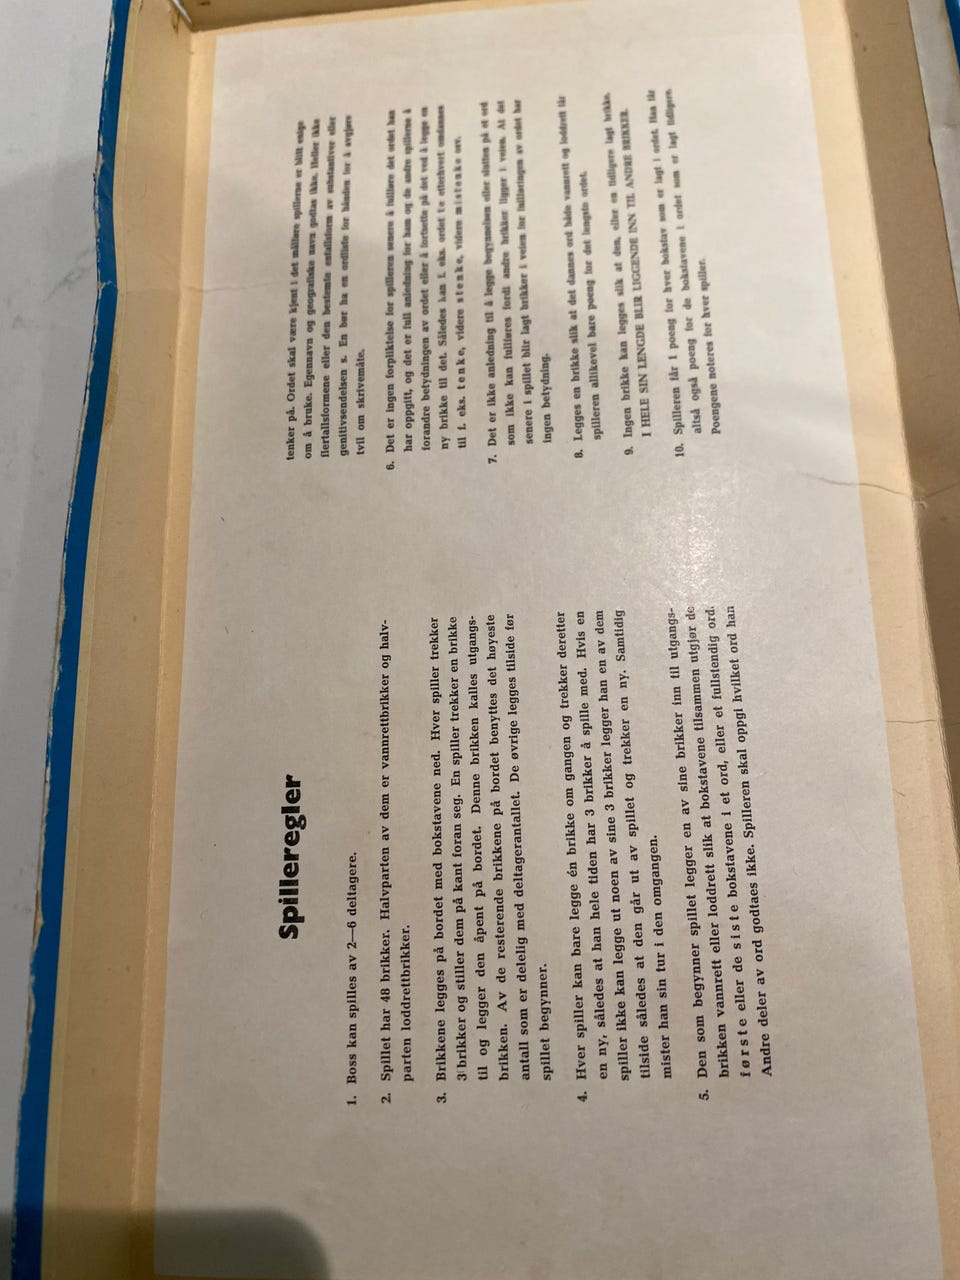 Spilleregler
1. Boss kan spilles av 2—6 deltagere.
2. Spillet har 48 brikker. Halvparten av dem er vannrettbrikker og halv-
parten loddrettbrikker.
3. Brikkene legges på bordet med bokstavene ned. Hver spiller trekker
3 brikker og stiller dem på kant foran seg. En spiller trekker en brikke
til og legger den åpent på bordet. Denne brikken kalles utgangs-
brikken. Av de resterende brikkene på bordet benyttes det høyeste
antall som er delelig med deltagerantallet. De øvrige legges tilside før
spillet begynner.
4. Hver spiller kan bare legge én brikke om gangen og trekker deretter
en ny, således at han hele tiden har 3 brikker å spille med. Hvis en
spiller ikke kan legge ut noen av sine 3 brikker legger han en av dem
tilside således at den går ut av spillet og trekker en ny. Samtidig
mister han sin tur i den omgangen.
5. Den som begynner spillet legger en av sine brikker inn til utgangs-
brikken vannrett eller loddrett slik at bokstavene tilsammen utgjør de
første eller de siste bokstavene i et ord, eller et fullstendig ord.
Andre deler av ord godtaes ikke. Spilleren skal oppgi hvilket ord han
tenker på. Ordet skal være kjent i det målføre spillerne er blitt enige
om å bruke. Egennavn og geografiske navn godtas ikke. Heller ikke
flertallsformene eller den bestemte entallsform av substantiver eller
genitivsendelsen s. En bør ha en ordliste for hånden for å avgjøre
tvil om skrivemåte.
6. Det er ingen forpliktelse for spilleren senere å fullføre det ordet han
har oppgitt, og det er full anledning for ham og de andre spillerne å
forandre betydningen av ordet eller å fortsette på det ved å legge en
ny brikke til det. Således kan f. eks. ordet te etterhvert omdannes
til f. eks. tenke, videre stenke, videre mistenke osv.
7. Det er ikke anledning til å legge begynnelsen eller slutten på et ord
som ikke kan fullføres fordi andre brikker ligger i veien. At det
senere i spillet blir lagt brikker i veien for fullføringen av ordet har
ingen betydning.
8. Legges en brikke slik at det dannes ord både vannrett og loddrett får
spilleren allikevel bare poeng for det lengste ordet.
9. Ingen brikke kan legges slik at den, eller en tidligere lagt brikke,
I HELE SIN LENGDE BLIR LIGGENDE INN TIL ANDRE BRIKKER.
10. Spilleren får 1 poeng for hver bokstav som er lagt i ordet. Han får
altså også poeng for de bokstavene i ordet som er lagt tidligere.
Poengene noteres for hver spiller.